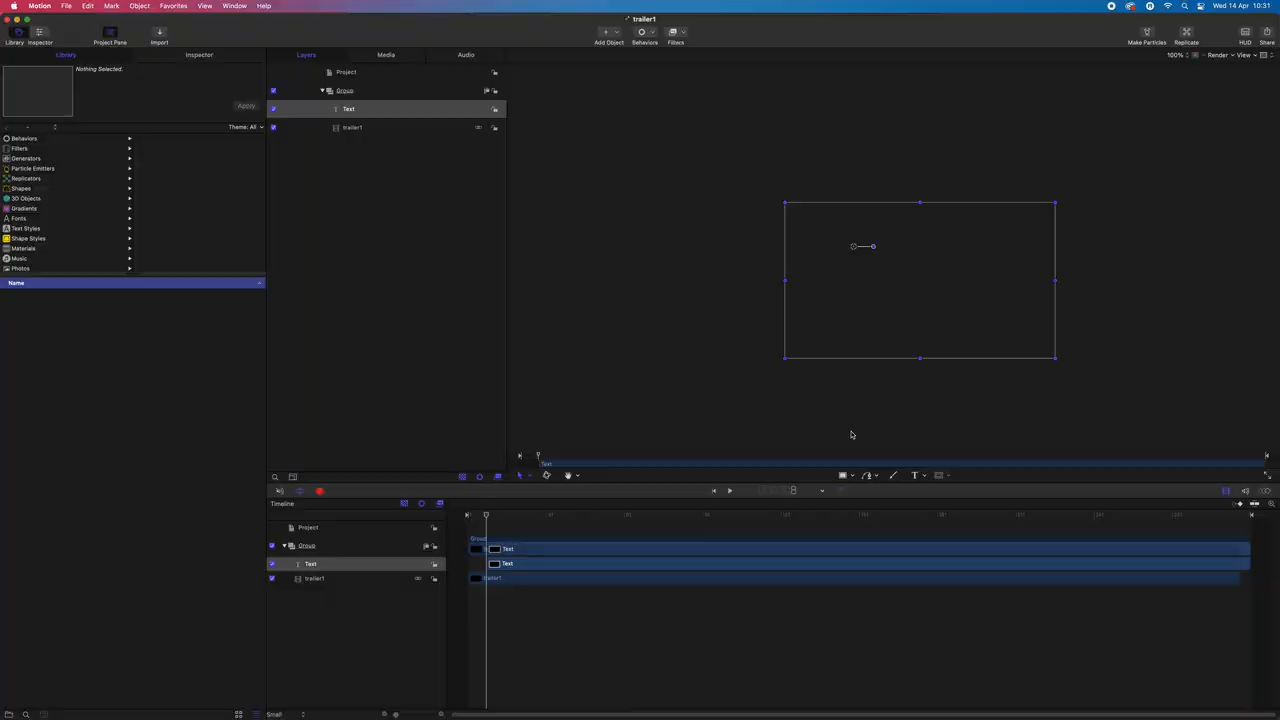 Motion File Edit Mark Object Favorites View Window Help
Wed 14 Apr 10:31
trailer1
Library Inspector Project Pane Import
Add Object Behaviors Filters
Make Particles Replicate HUD Share
Library Inspector
Layers Media Audio
100% Render View
Nothing Selected.
Apply
Theme: All
Behaviors
Filters
Generators
Particle Emitters
Replicators
Shapes
3D Objects
Gradients
Fonts
Text Styles
Shape Styles
Materials
Music
Photos
Name
Project
Group
Text
trailer1
Text
T
Timeline
Project
Group
Text
trailer1
Group
Text
Text
trailer1
Small